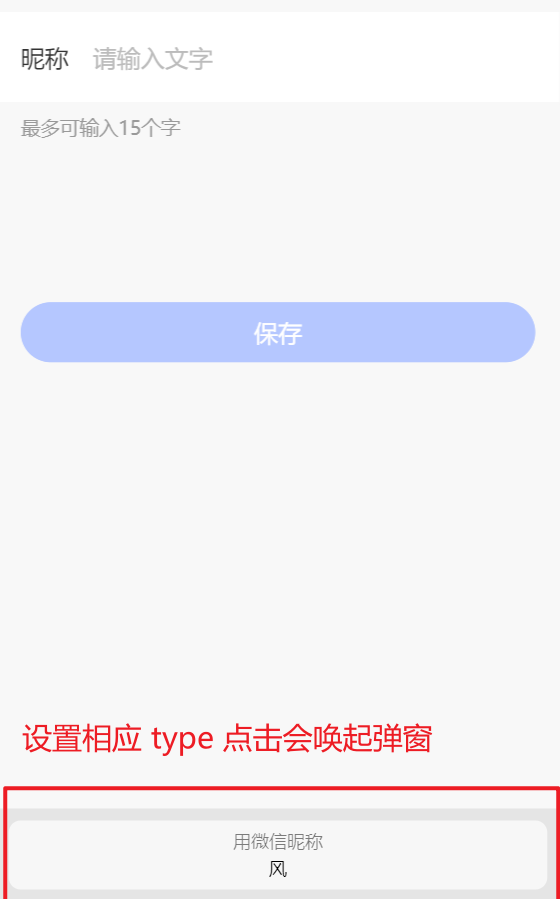 昵称 请输入文字
最多可输入15个字
保存
设置相应 type 点击会唤起弹窗
用微信昵称
风